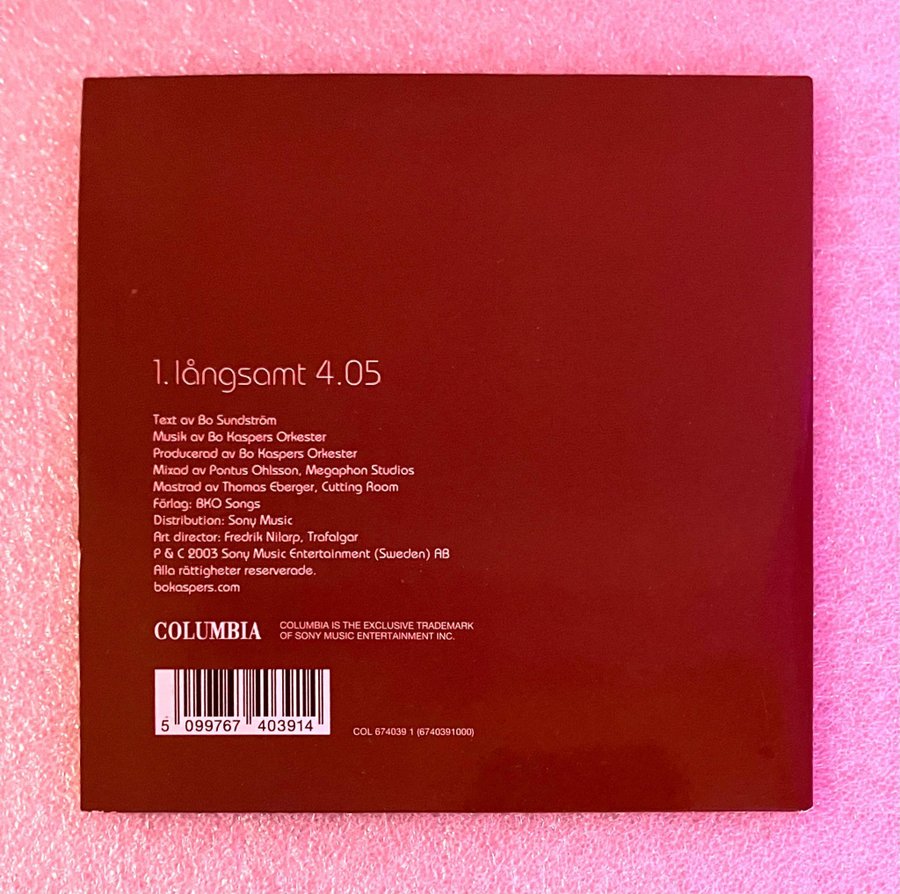 1. långsamt 4.05
Text av Bo Sundström
Musik av Bo Kaspers Orkester
Producerad av Bo Kaspers Orkester
Mixad av Pontus Ohlsson, Megaphon Studios
Mastrad av Thomas Eberger, Cutting Room
Förlag: BKO Songs
Distribution: Sony Music
Art director: Fredrik Nilarp, Trafalgar
P & C 2003 Sony Music Entertainment (Sweden) AB
Alla rättigheter reserverade.
bokaspers.com
COLUMBIA
COLUMBIA IS THE EXCLUSIVE TRADEMARK
OF SONY MUSIC ENTERTAINMENT INC.
5 099767 403914
COL 674039 1 (6740391000)